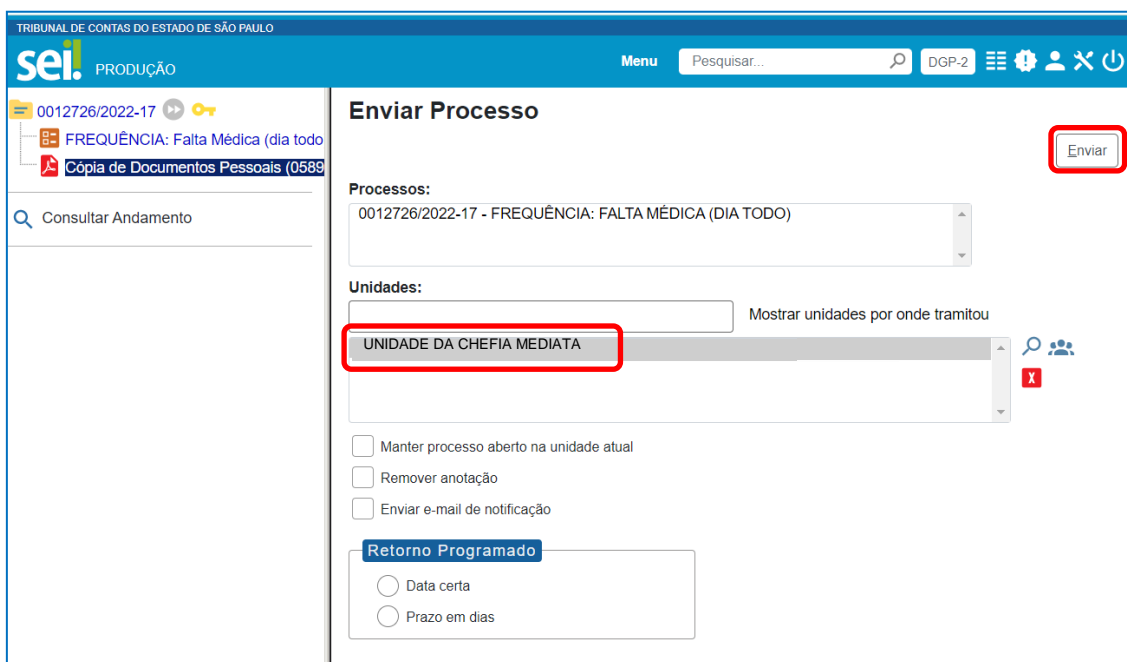 TRIBUNAL DE CONTAS DO ESTADO DE SÃO PAULO
sei! PRODUÇÃO
Menu
Pesquisar...
DGP-2
0012726/2022-17
FREQUÊNCIA: Falta Médica (dia todo
Cópia de Documentos Pessoais (0589
Consultar Andamento
Enviar Processo
Enviar
Processos:
0012726/2022-17 - FREQUÊNCIA: FALTA MÉDICA (DIA TODO)
Unidades:
Mostrar unidades por onde tramitou
UNIDADE DA CHEFIA MEDIATA
X
Manter processo aberto na unidade atual
Remover anotação
Enviar e-mail de notificação
Retorno Programado
Data certa
Prazo em dias